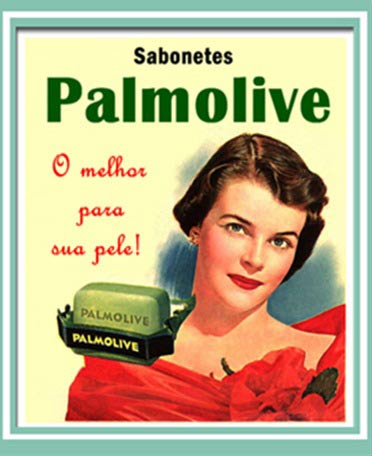 Sabonetes
Palmolive
O melhor
para
sua pele!
PALMOLIVE
PALMOLIVE